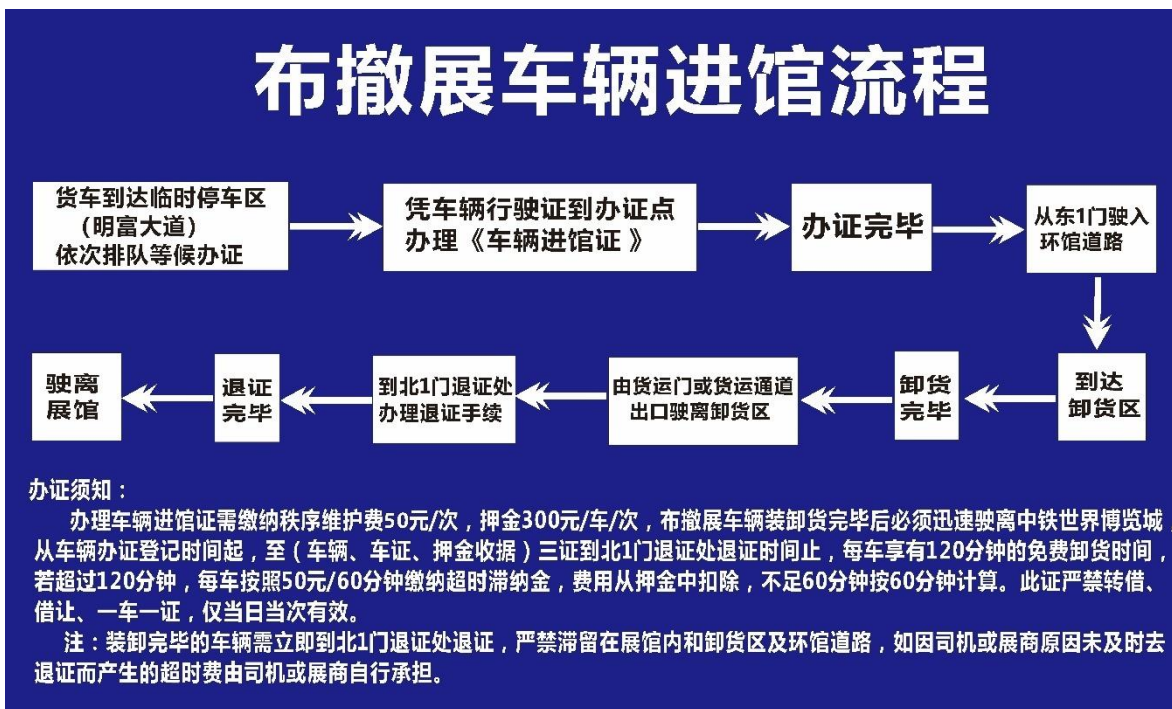 布撤展车辆进馆流程
货车到达临时停车区
（明富大道）
依次排队等候办证
凭车辆行驶证到办证点
办理《车辆进馆证 》
办证完毕
从东1门驶入
环馆道路
到达
卸货区
卸货
完毕
由货运门或货运通道
出口驶离卸货区
到北1门退证处
办理退证手续
退证
完毕
驶离
展馆
办证须知：
办理车辆进馆证需缴纳秩序维护费50元/次，押金300元/车/次，布撤展车辆装卸货完毕后必须迅速驶离中铁世界博览城
从车辆办证登记时间起，至（车辆、车证、押金收据）三证到北1门退证处退证时间止，每车享有120分钟的免费卸货时间，
若超过120分钟，每车按照50元/60分钟缴纳超时滞纳金，费用从押金中扣除，不足60分钟按60分钟计算。此证严禁转借、
借让、一车一证，仅当日当次有效。
注：装卸完毕的车辆需立即到北1门退证处退证，严禁滞留在展馆内和卸货区及环馆道路，如因司机或展商原因未及时去
退证而产生的超时费由司机或展商自行承担。